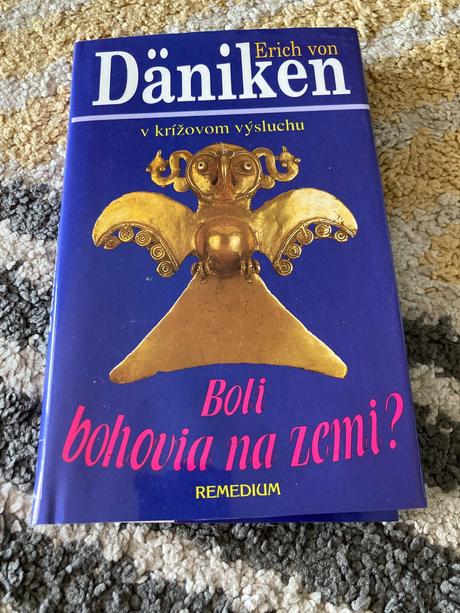 Erich von
Däniken
v krížovom výsluchu
Boli
bohovia na zemi?
REMEDIUM